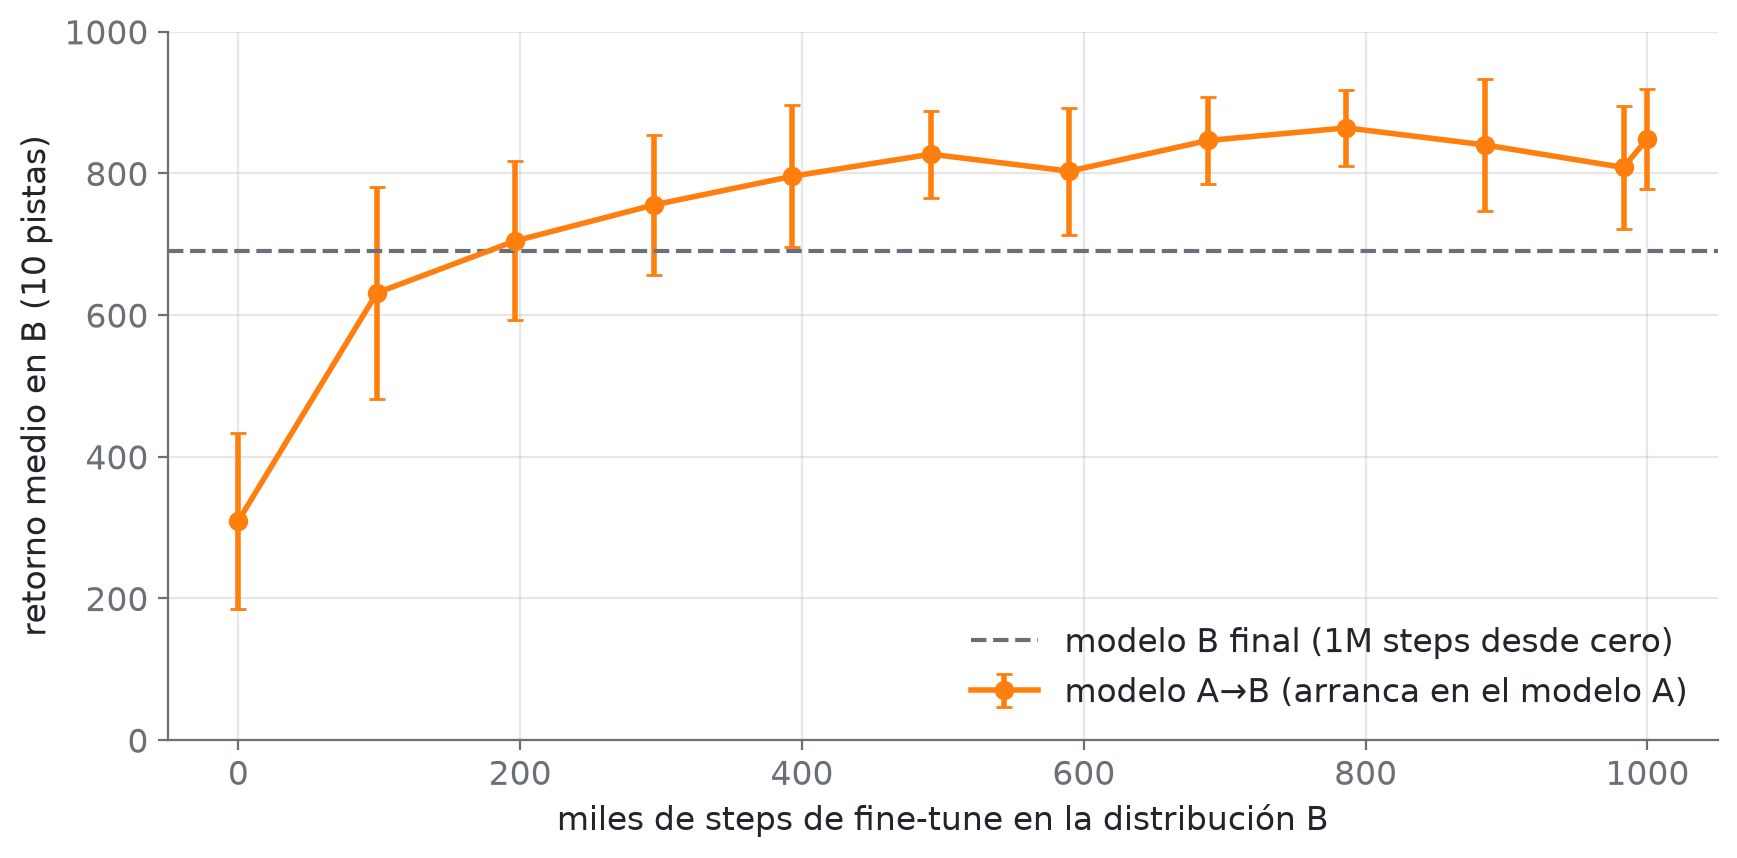 1000
800
600
400
200
0
retorno medio en B (10 pistas)
0 200 400 600 800 1000
miles de steps de fine-tune en la distribución B
modelo B final (1M steps desde cero)
modelo A→B (arranca en el modelo A)